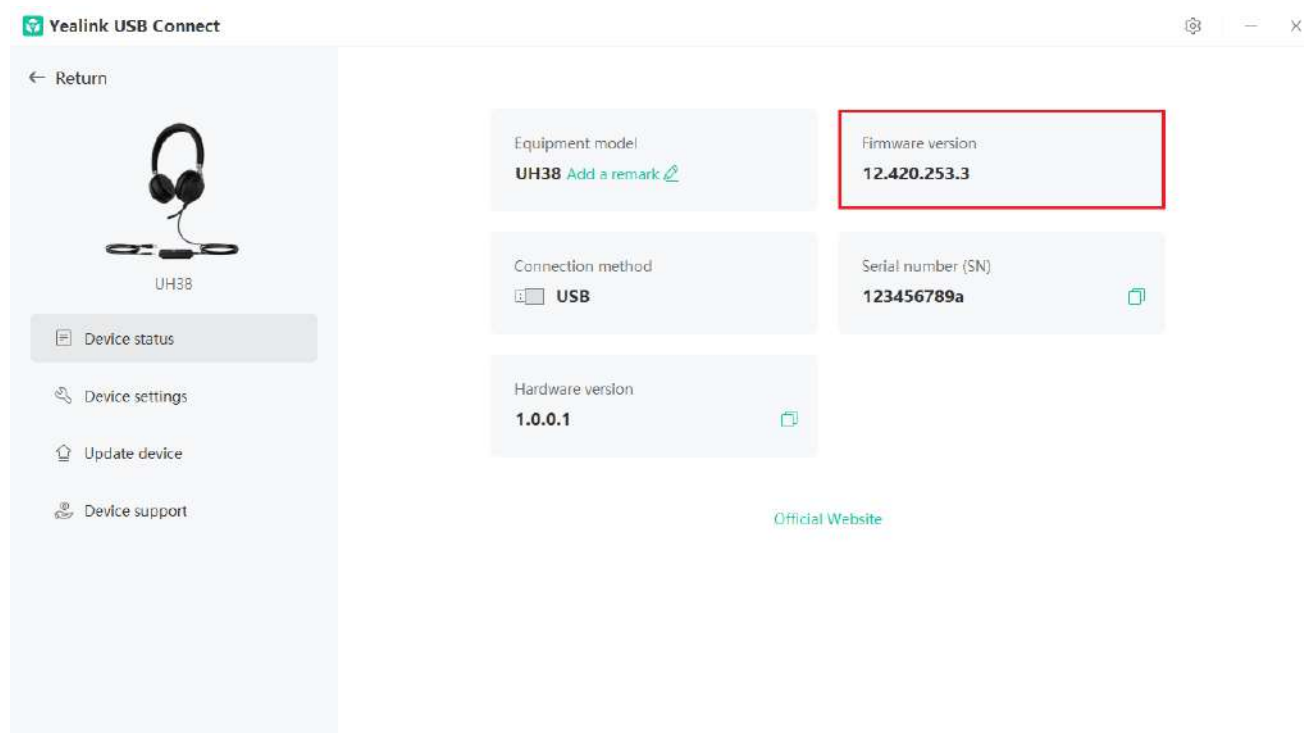 Yealink USB Connect
Return
UH38
Device status
Device settings
Update device
Device support
Equipment model
UH38 Add a remark
Firmware version
12.420.253.3
Connection method
USB
Serial number (SN)
123456789a
Hardware version
1.0.0.1
Official Website